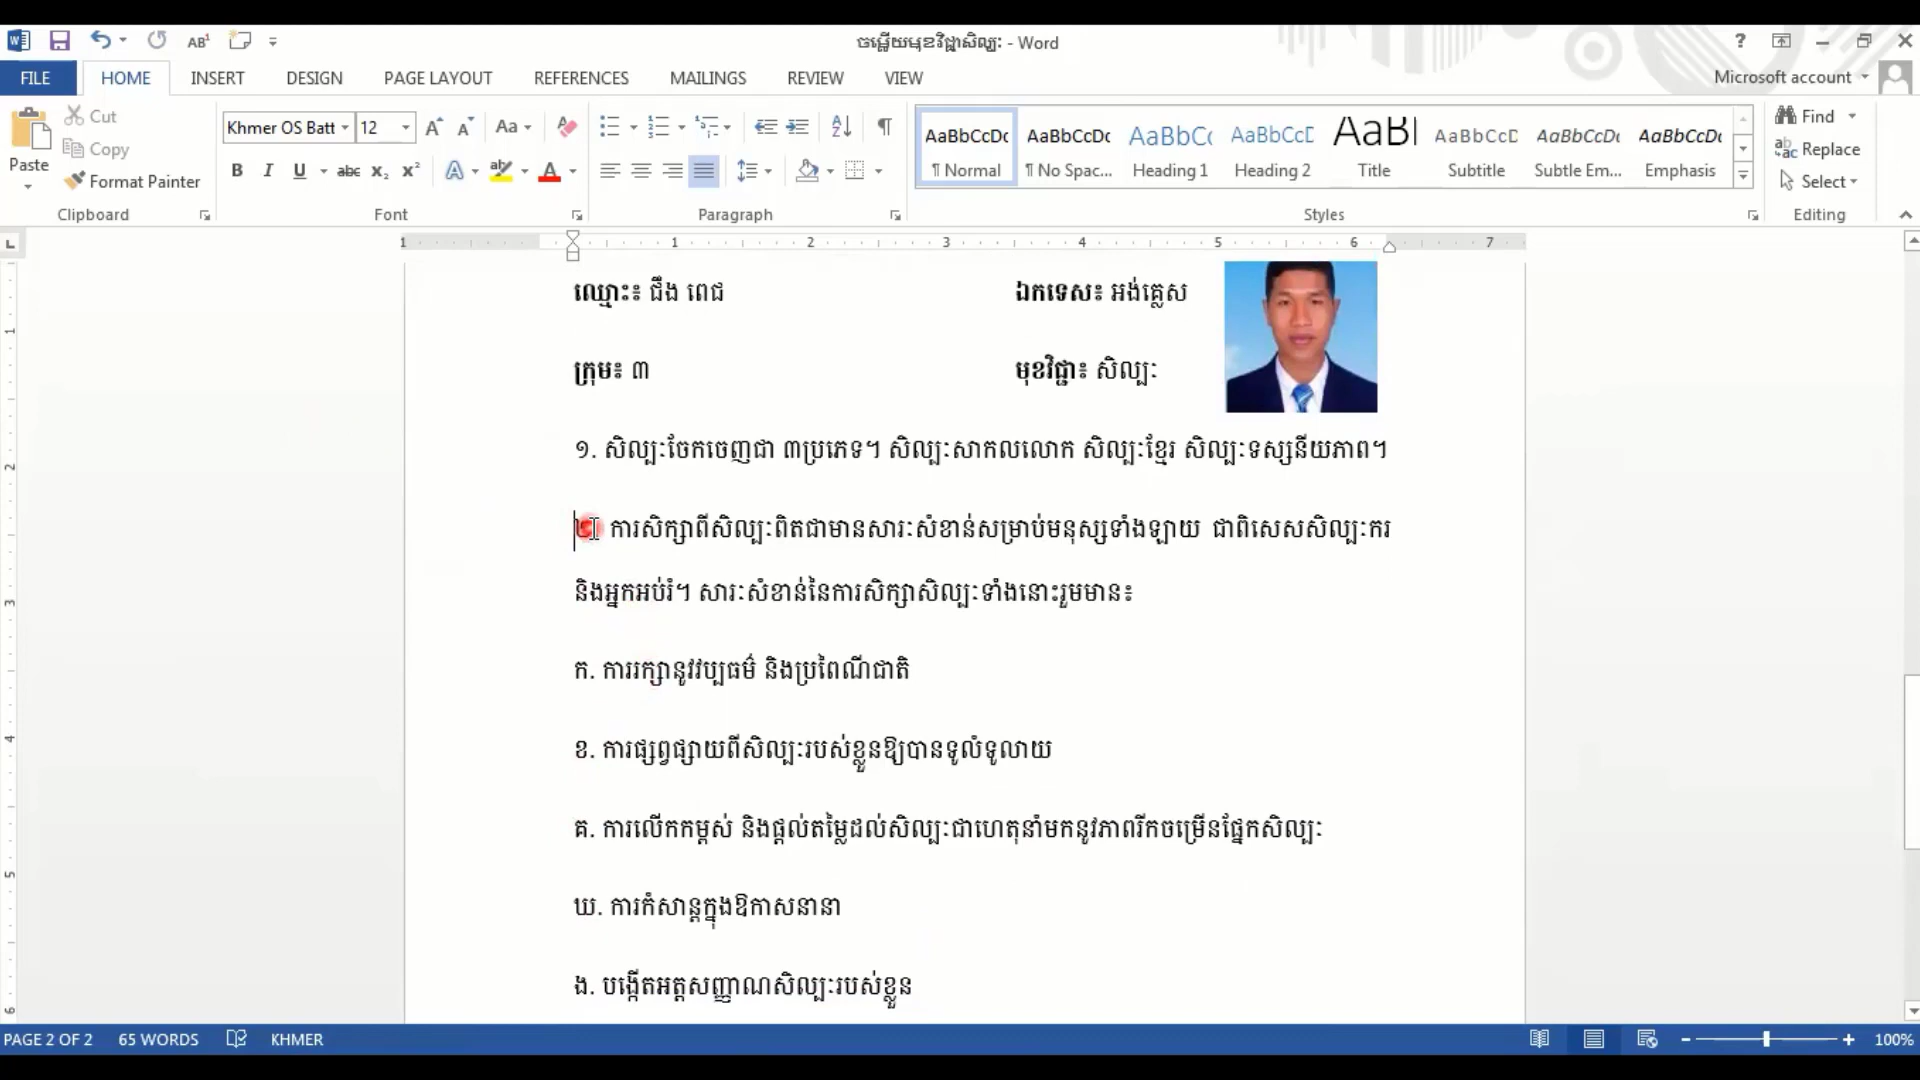 ចម្លើយមុខវិជ្ជាសិល្បៈ - Word
FILE HOME INSERT DESIGN PAGE LAYOUT REFERENCES MAILINGS REVIEW VIEW Microsoft account
Cut
Copy
Format Painter
Paste
Khmer OS Batt 12
Clipboard Font Paragraph Styles Editing
AaBbCcDc AaBbCcDc AaBbC AaBbCcD AaBl AaBbCcD AaBbCcDc AaBbCcDc
¶ Normal ¶ No Spac... Heading 1 Heading 2 Title Subtitle Subtle Em... Emphasis
Find
Replace
Select
1 1 2 3 4 5 6 7
ឈ្មោះ៖ ជឹង ពេជ ឯកទេស៖ អង់គ្លេស
ក្រុម៖ ៣ មុខវិជ្ជា៖ សិល្បៈ
១. សិល្បៈចែកចេញជា ៣ប្រភេទ។ សិល្បៈសាកលលោក សិល្បៈខ្មែរ សិល្បៈទស្សនីយភាព។
២. ការសិក្សាពីសិល្បៈពិតជាមានសារៈសំខាន់សម្រាប់មនុស្សទាំងឡាយ ជាពិសេសសិល្បៈករ
និងអ្នកអប់រំ។ សារៈសំខាន់នៃការសិក្សាសិល្បៈទាំងនោះរួមមាន៖
ក. ការរក្សានូវវប្បធម៌ និងប្រពៃណីជាតិ
ខ. ការផ្សព្វផ្សាយពីសិល្បៈរបស់ខ្លួនឱ្យបានទូលំទូលាយ
គ. ការលើកកម្ពស់ និងផ្តល់តម្លៃដល់សិល្បៈជាហេតុនាំមកនូវភាពរីកចម្រើនផ្នែកសិល្បៈ
ឃ. ការកំសាន្តក្នុងឱកាសនានា
ង. បង្កើតអត្តសញ្ញាណសិល្បៈរបស់ខ្លួន
PAGE 2 OF 2 65 WORDS KHMER 100%